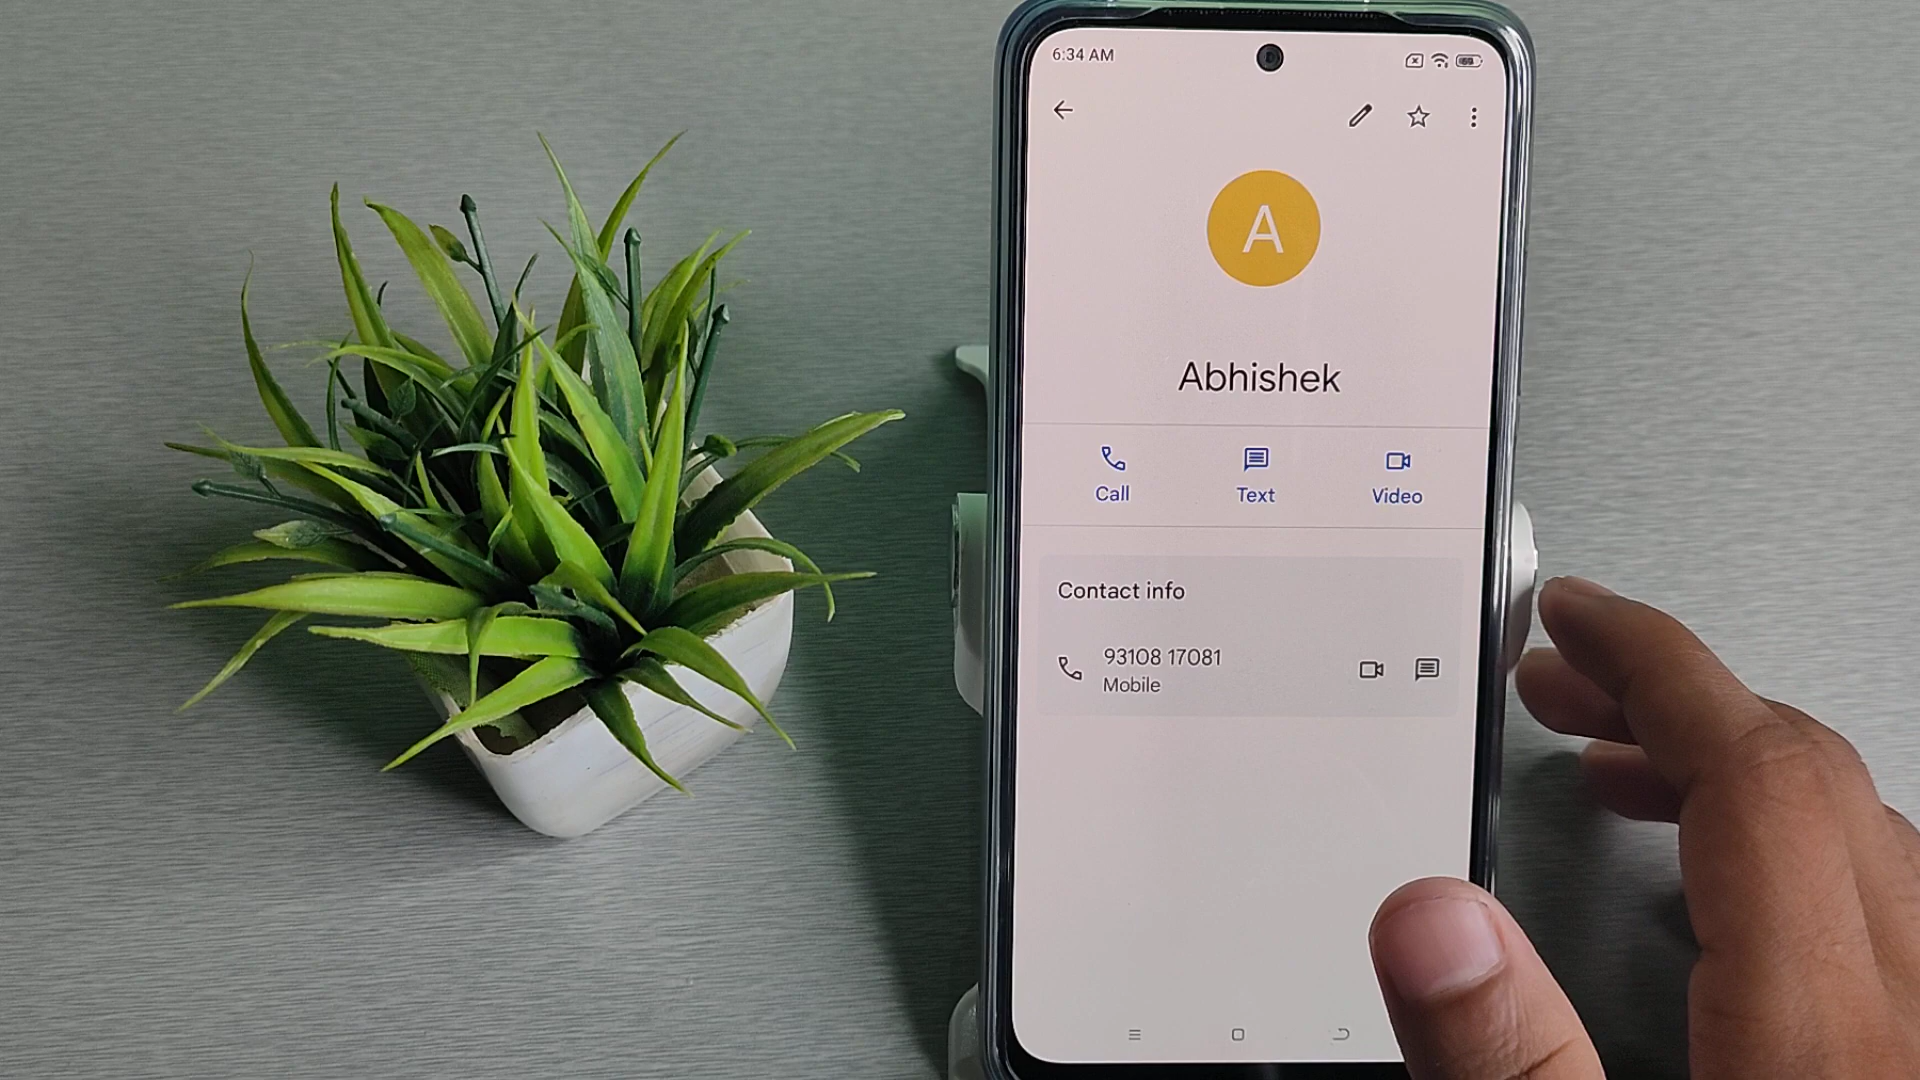 6:34 AM
A
Abhishek
Call Text Video
Contact info
93108 17081
Mobile